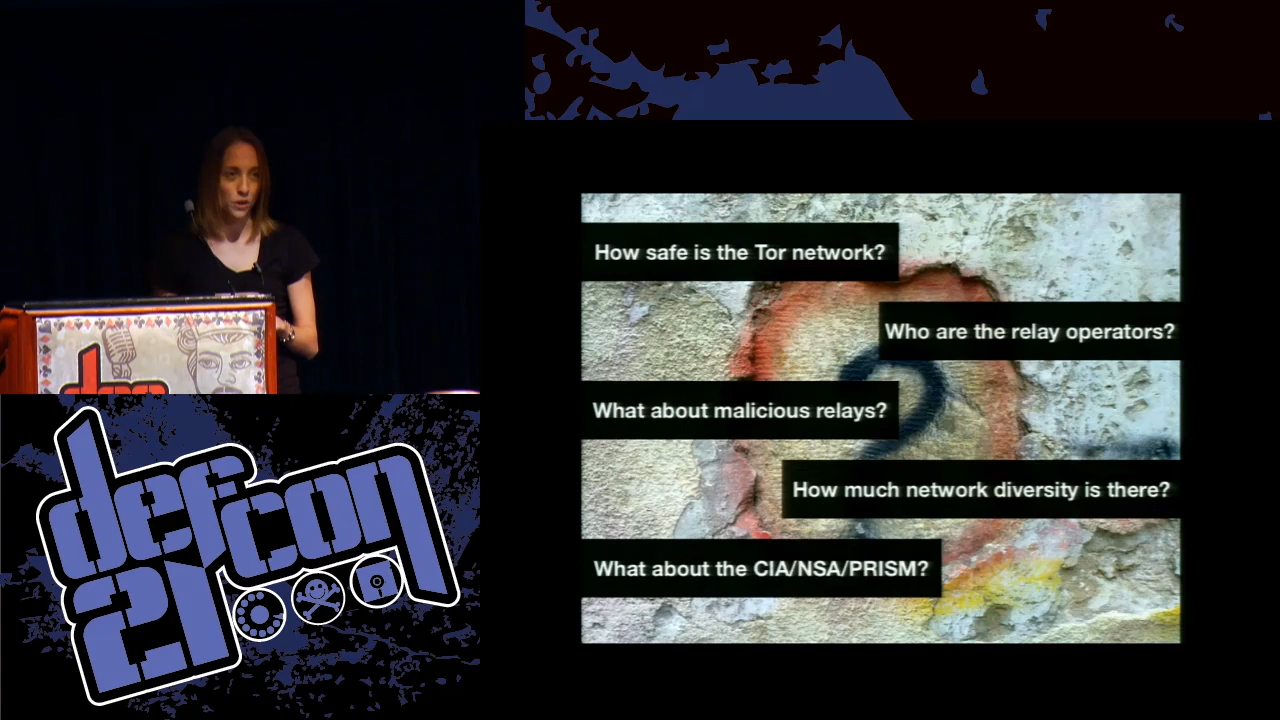 How safe is the Tor network?
Who are the relay operators?
What about malicious relays?
How much network diversity is there?
What about the CIA/NSA/PRISM?
defcon
21